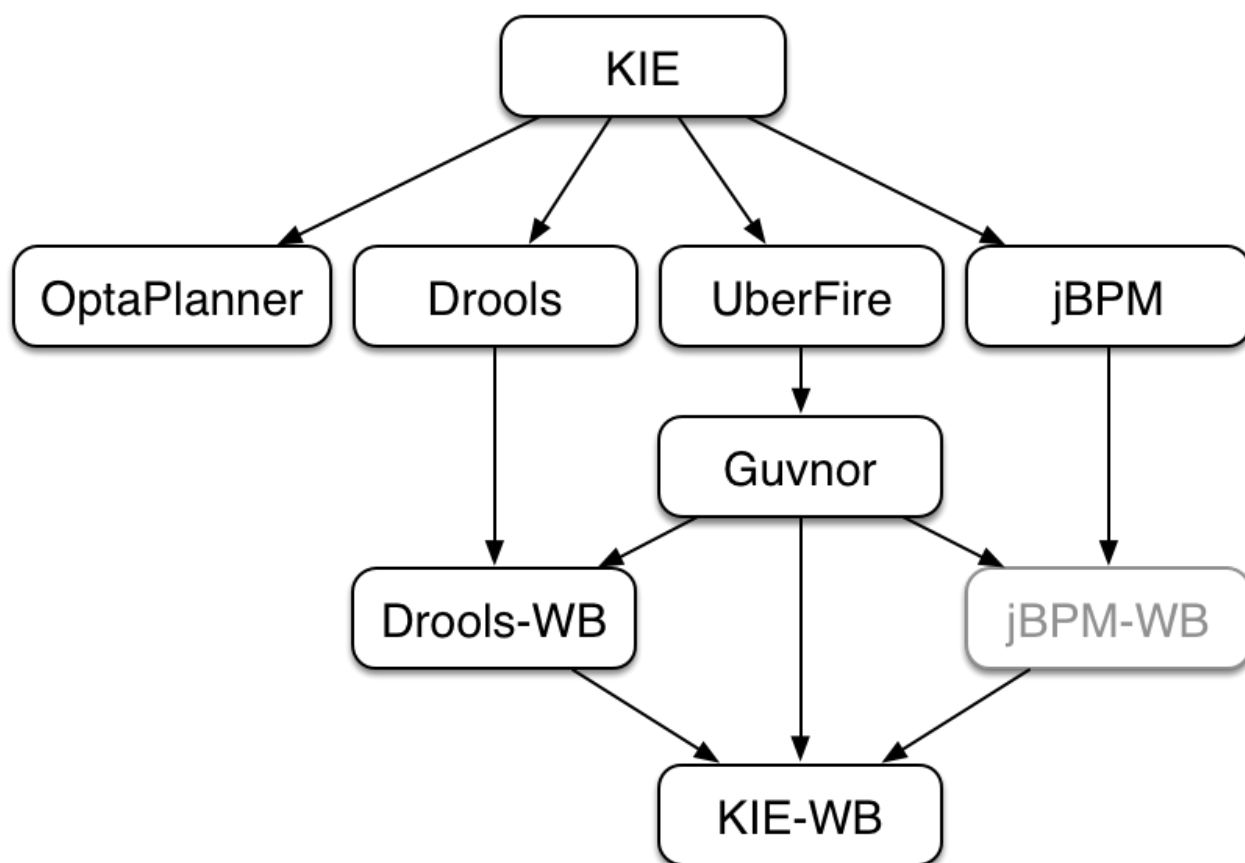 KIE
OptaPlanner
Drools
UberFire
jBPM
Guvnor
Drools-WB
jBPM-WB
KIE-WB